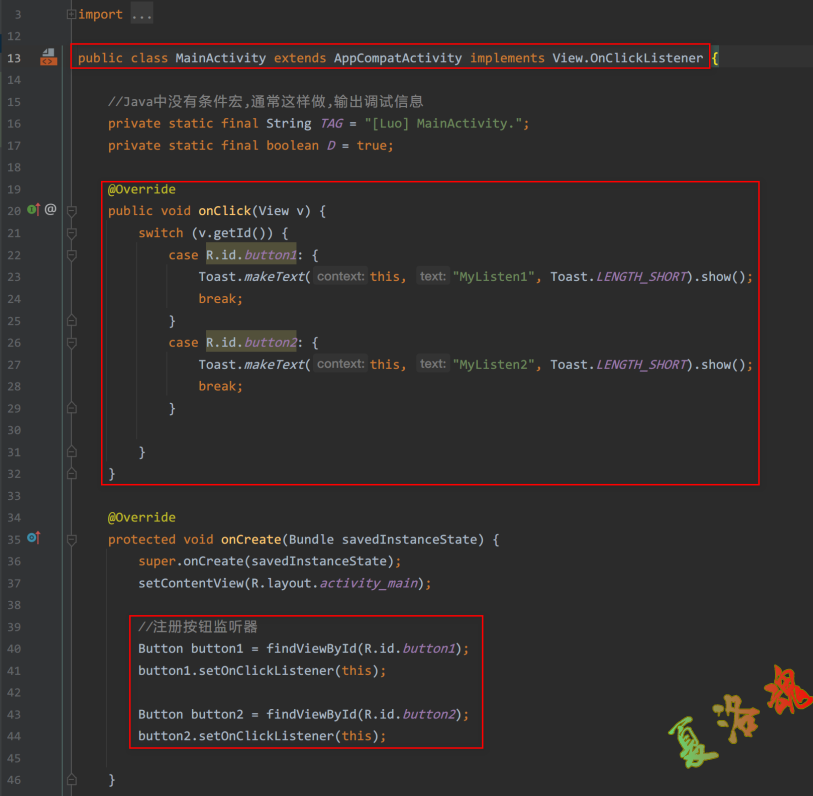 3 import ...
12
13 public class MainActivity extends AppCompatActivity implements View.OnClickListener {
14
15 //Java中没有条件宏,通常这样做,输出调试信息
16 private static final String TAG = "[Luo] MainActivity.";
17 private static final boolean D = true;
18
19 @Override
20 @ public void onClick(View v) {
21 switch (v.getId()) {
22 case R.id.button1: {
23 Toast.makeText( context: this, text: "MyListen1", Toast.LENGTH_SHORT).show();
24 break;
25 }
26 case R.id.button2: {
27 Toast.makeText( context: this, text: "MyListen2", Toast.LENGTH_SHORT).show();
28 break;
29 }
30
31 }
32 }
33
34 @Override
35 protected void onCreate(Bundle savedInstanceState) {
36 super.onCreate(savedInstanceState);
37 setContentView(R.layout.activity_main);
38
39 //注册按钮监听器
40 Button button1 = findViewById(R.id.button1);
41 button1.setOnClickListener(this);
42
43 Button button2 = findViewById(R.id.button2);
44 button2.setOnClickListener(this);
45
46 }
夏洛